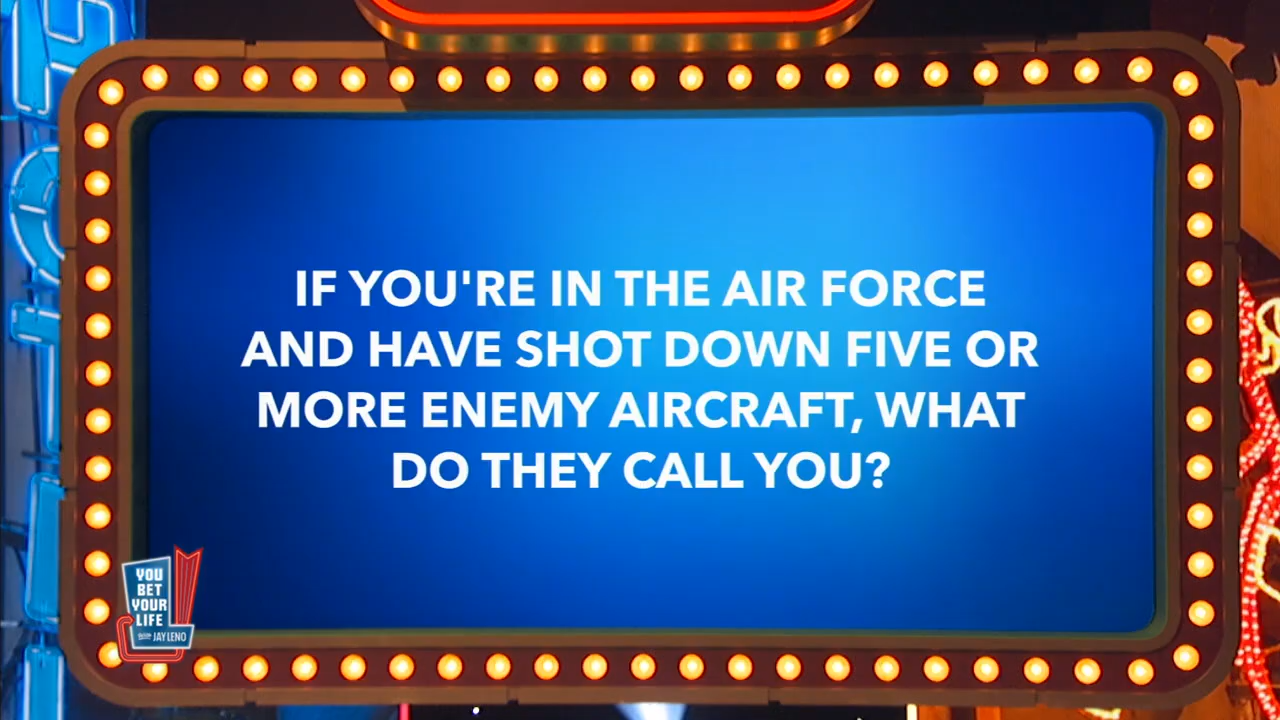 IF YOU'RE IN THE AIR FORCE
AND HAVE SHOT DOWN FIVE OR
MORE ENEMY AIRCRAFT, WHAT
DO THEY CALL YOU?
YOU
BET
YOUR
LIFE
JAY LENO